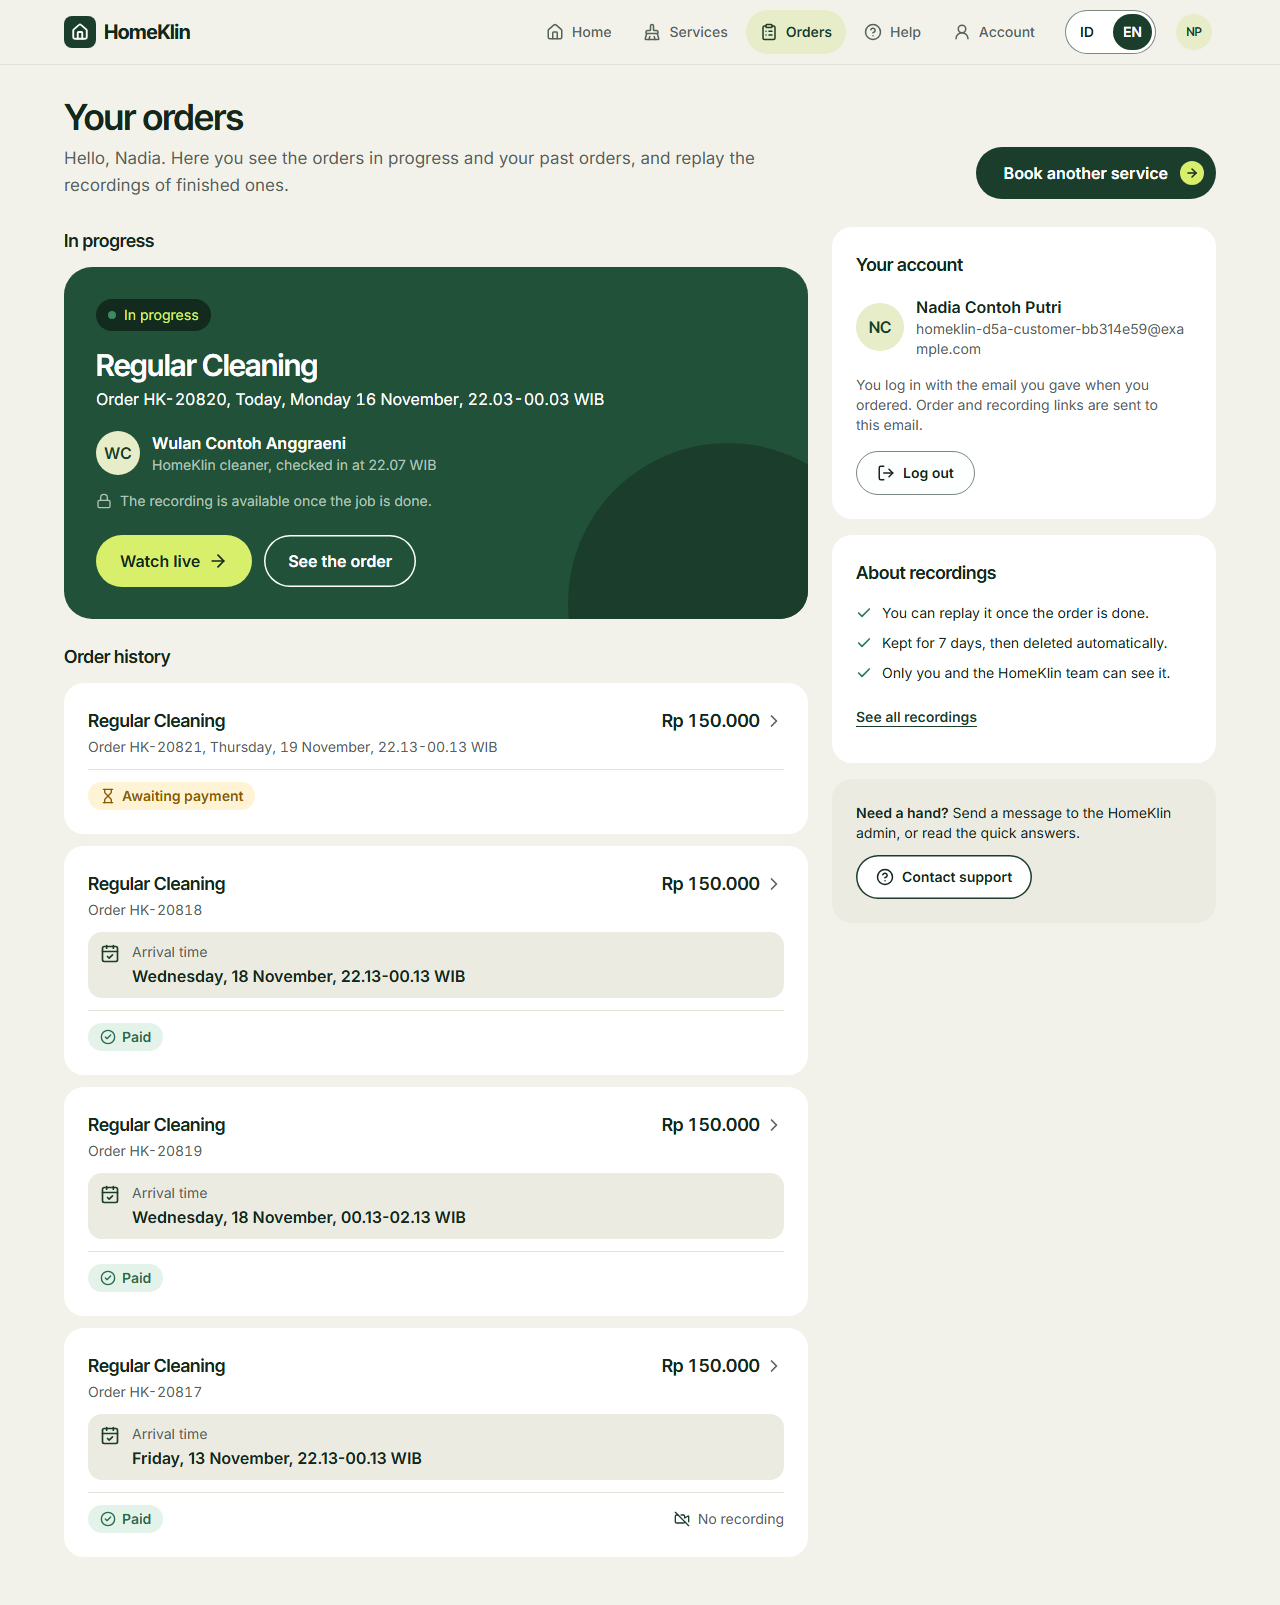 HomeKlin
Home
Services
Orders
Help
Account
ID
EN
NP
Your orders
Hello, Nadia. Here you see the orders in progress and your past orders, and replay the
recordings of finished ones.
Book another service
In progress
In progress
Regular Cleaning
Order HK-20820, Today, Monday 16 November, 22.03-00.03 WIB
WC
Wulan Contoh Anggraeni
HomeKlin cleaner, checked in at 22.07 WIB
The recording is available once the job is done.
Watch live
See the order
Order history
Regular Cleaning
Rp 150.000
Order HK-20821, Thursday, 19 November, 22.13-00.13 WIB
Awaiting payment
Regular Cleaning
Rp 150.000
Order HK-20818
Arrival time
Wednesday, 18 November, 22.13-00.13 WIB
Paid
Regular Cleaning
Rp 150.000
Order HK-20819
Arrival time
Wednesday, 18 November, 00.13-02.13 WIB
Paid
Regular Cleaning
Rp 150.000
Order HK-20817
Arrival time
Friday, 13 November, 22.13-00.13 WIB
Paid
No recording
Your account
NC
Nadia Contoh Putri
homeklin-d5a-customer-bb314e59@exa
mple.com
You log in with the email you gave when you
ordered. Order and recording links are sent to
this email.
Log out
About recordings
You can replay it once the order is done.
Kept for 7 days, then deleted automatically.
Only you and the HomeKlin team can see it.
See all recordings
Need a hand? Send a message to the HomeKlin
admin, or read the quick answers.
Contact support